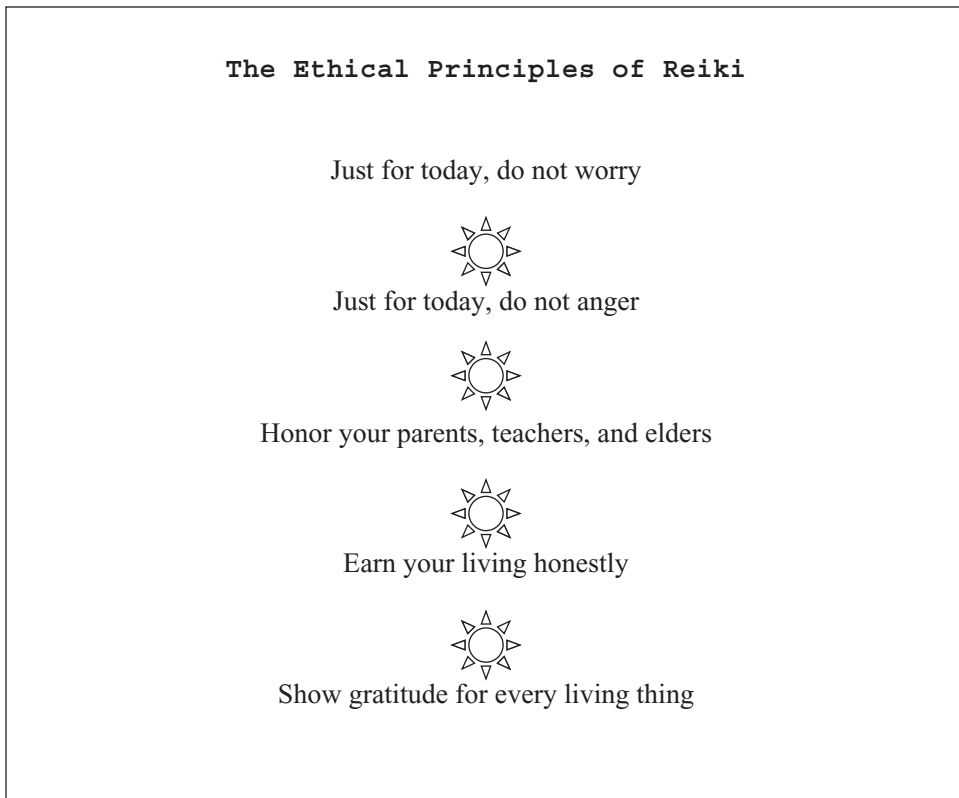 The Ethical Principles of Reiki
Just for today, do not worry
Just for today, do not anger
Honor your parents, teachers, and elders
Earn your living honestly
Show gratitude for every living thing